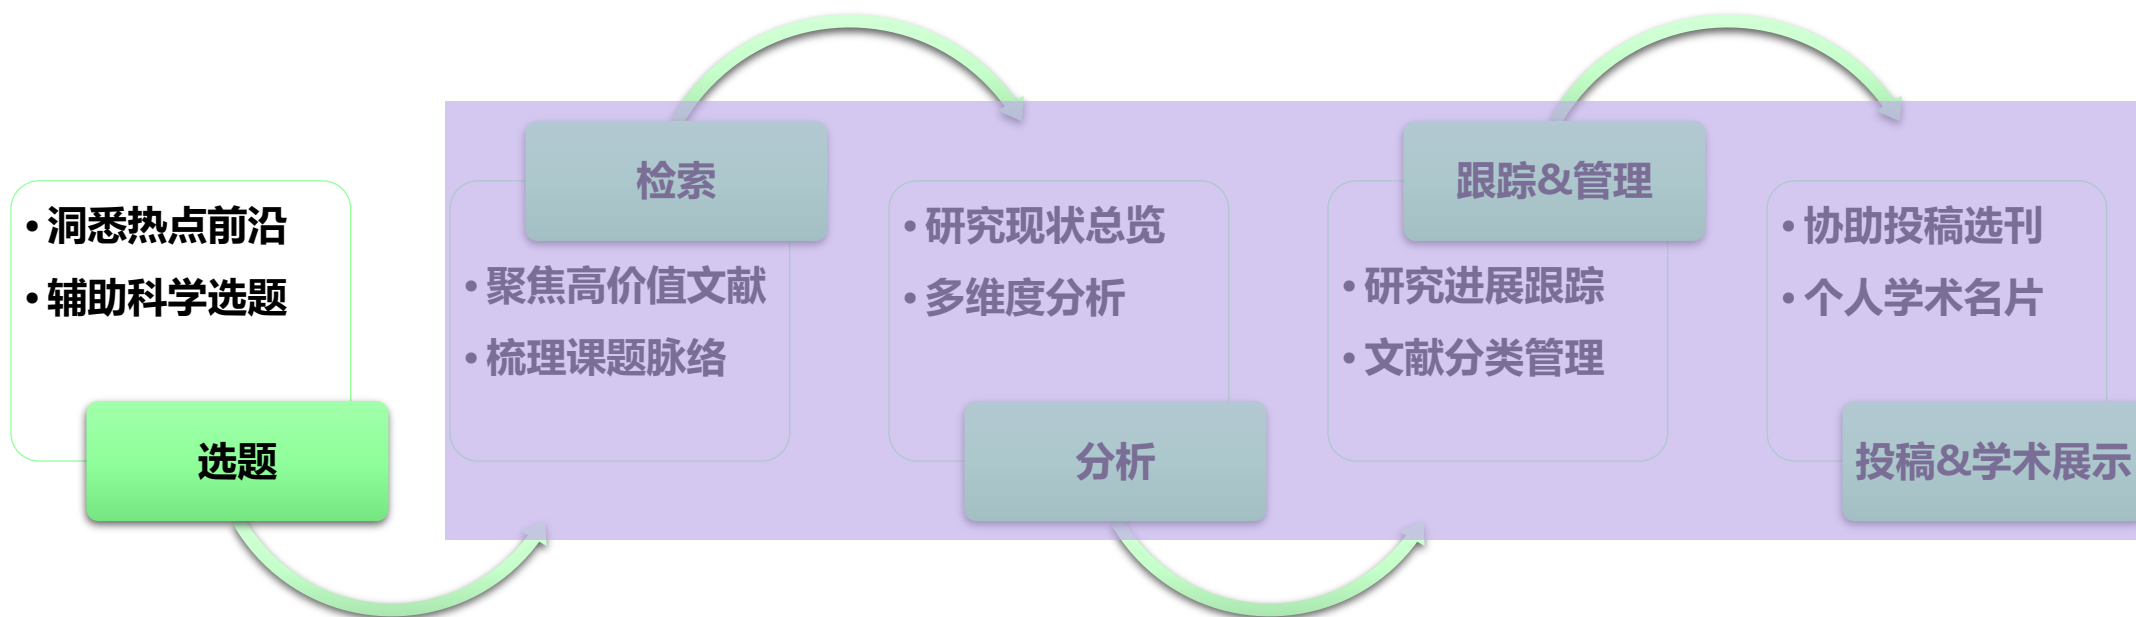 • 洞悉热点前沿
• 辅助科学选题
选题
检索
• 聚焦高价值文献
• 梳理课题脉络
• 研究现状总览
• 多维度分析
分析
跟踪&管理
• 研究进展跟踪
• 文献分类管理
• 协助投稿选刊
• 个人学术名片
投稿&学术展示